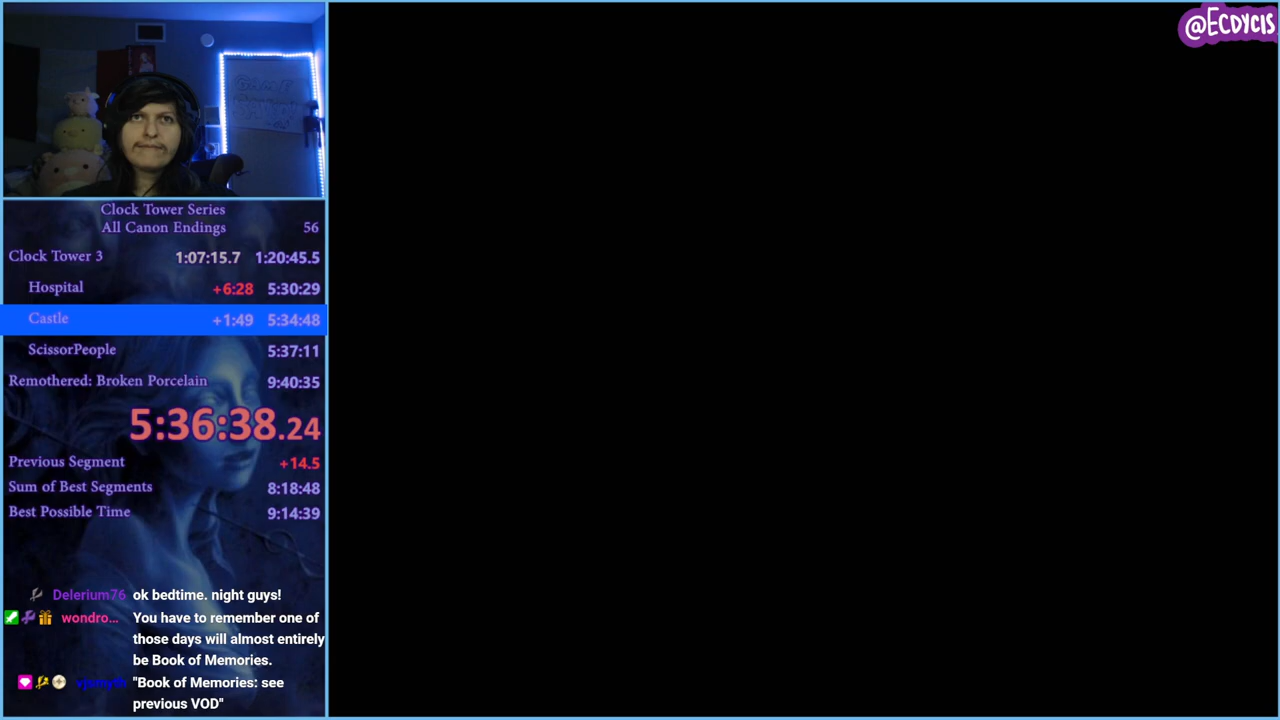 @ECDYCIS
Clock Tower Series
All Canon Endings 56
Clock Tower 3 1:07:15.7 1:20:45.5
Hospital +6:28 5:30:29
Castle +1:49 5:34:48
ScissorPeople 5:37:11
Remothered: Broken Porcelain 9:40:35
5:36:38.24
Previous Segment +14.5
Sum of Best Segments 8:18:48
Best Possible Time 9:14:39
Delerium76 ok bedtime. night guys!
wondro... You have to remember one of
those days will almost entirely
be Book of Memories.
"Book of Memories: see
previous VOD"